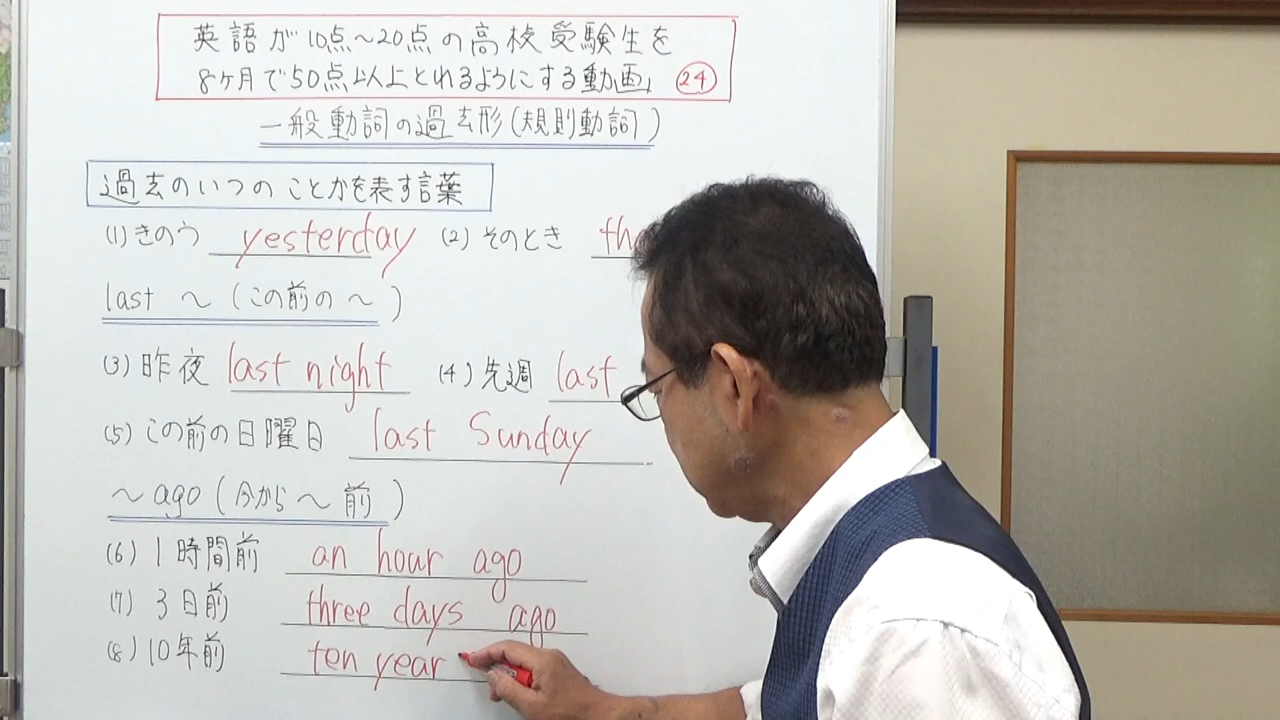 英語が10点～20点の高校受験生を
8ヶ月で50点以上とれるようにする動画」 ㉔
一般動詞の過去形(規則動詞)
過去のいつのことかを表す言葉
(1)きのう yesterday (2)そのとき the
last ～ (この前の～)
(3)昨夜 last night (4)先週 last
(5)この前の日曜日 last Sunday
～ ago (今から～前)
(6)1時間前 an hour ago
(7)3日前 three days ago
(8)10年前 ten year